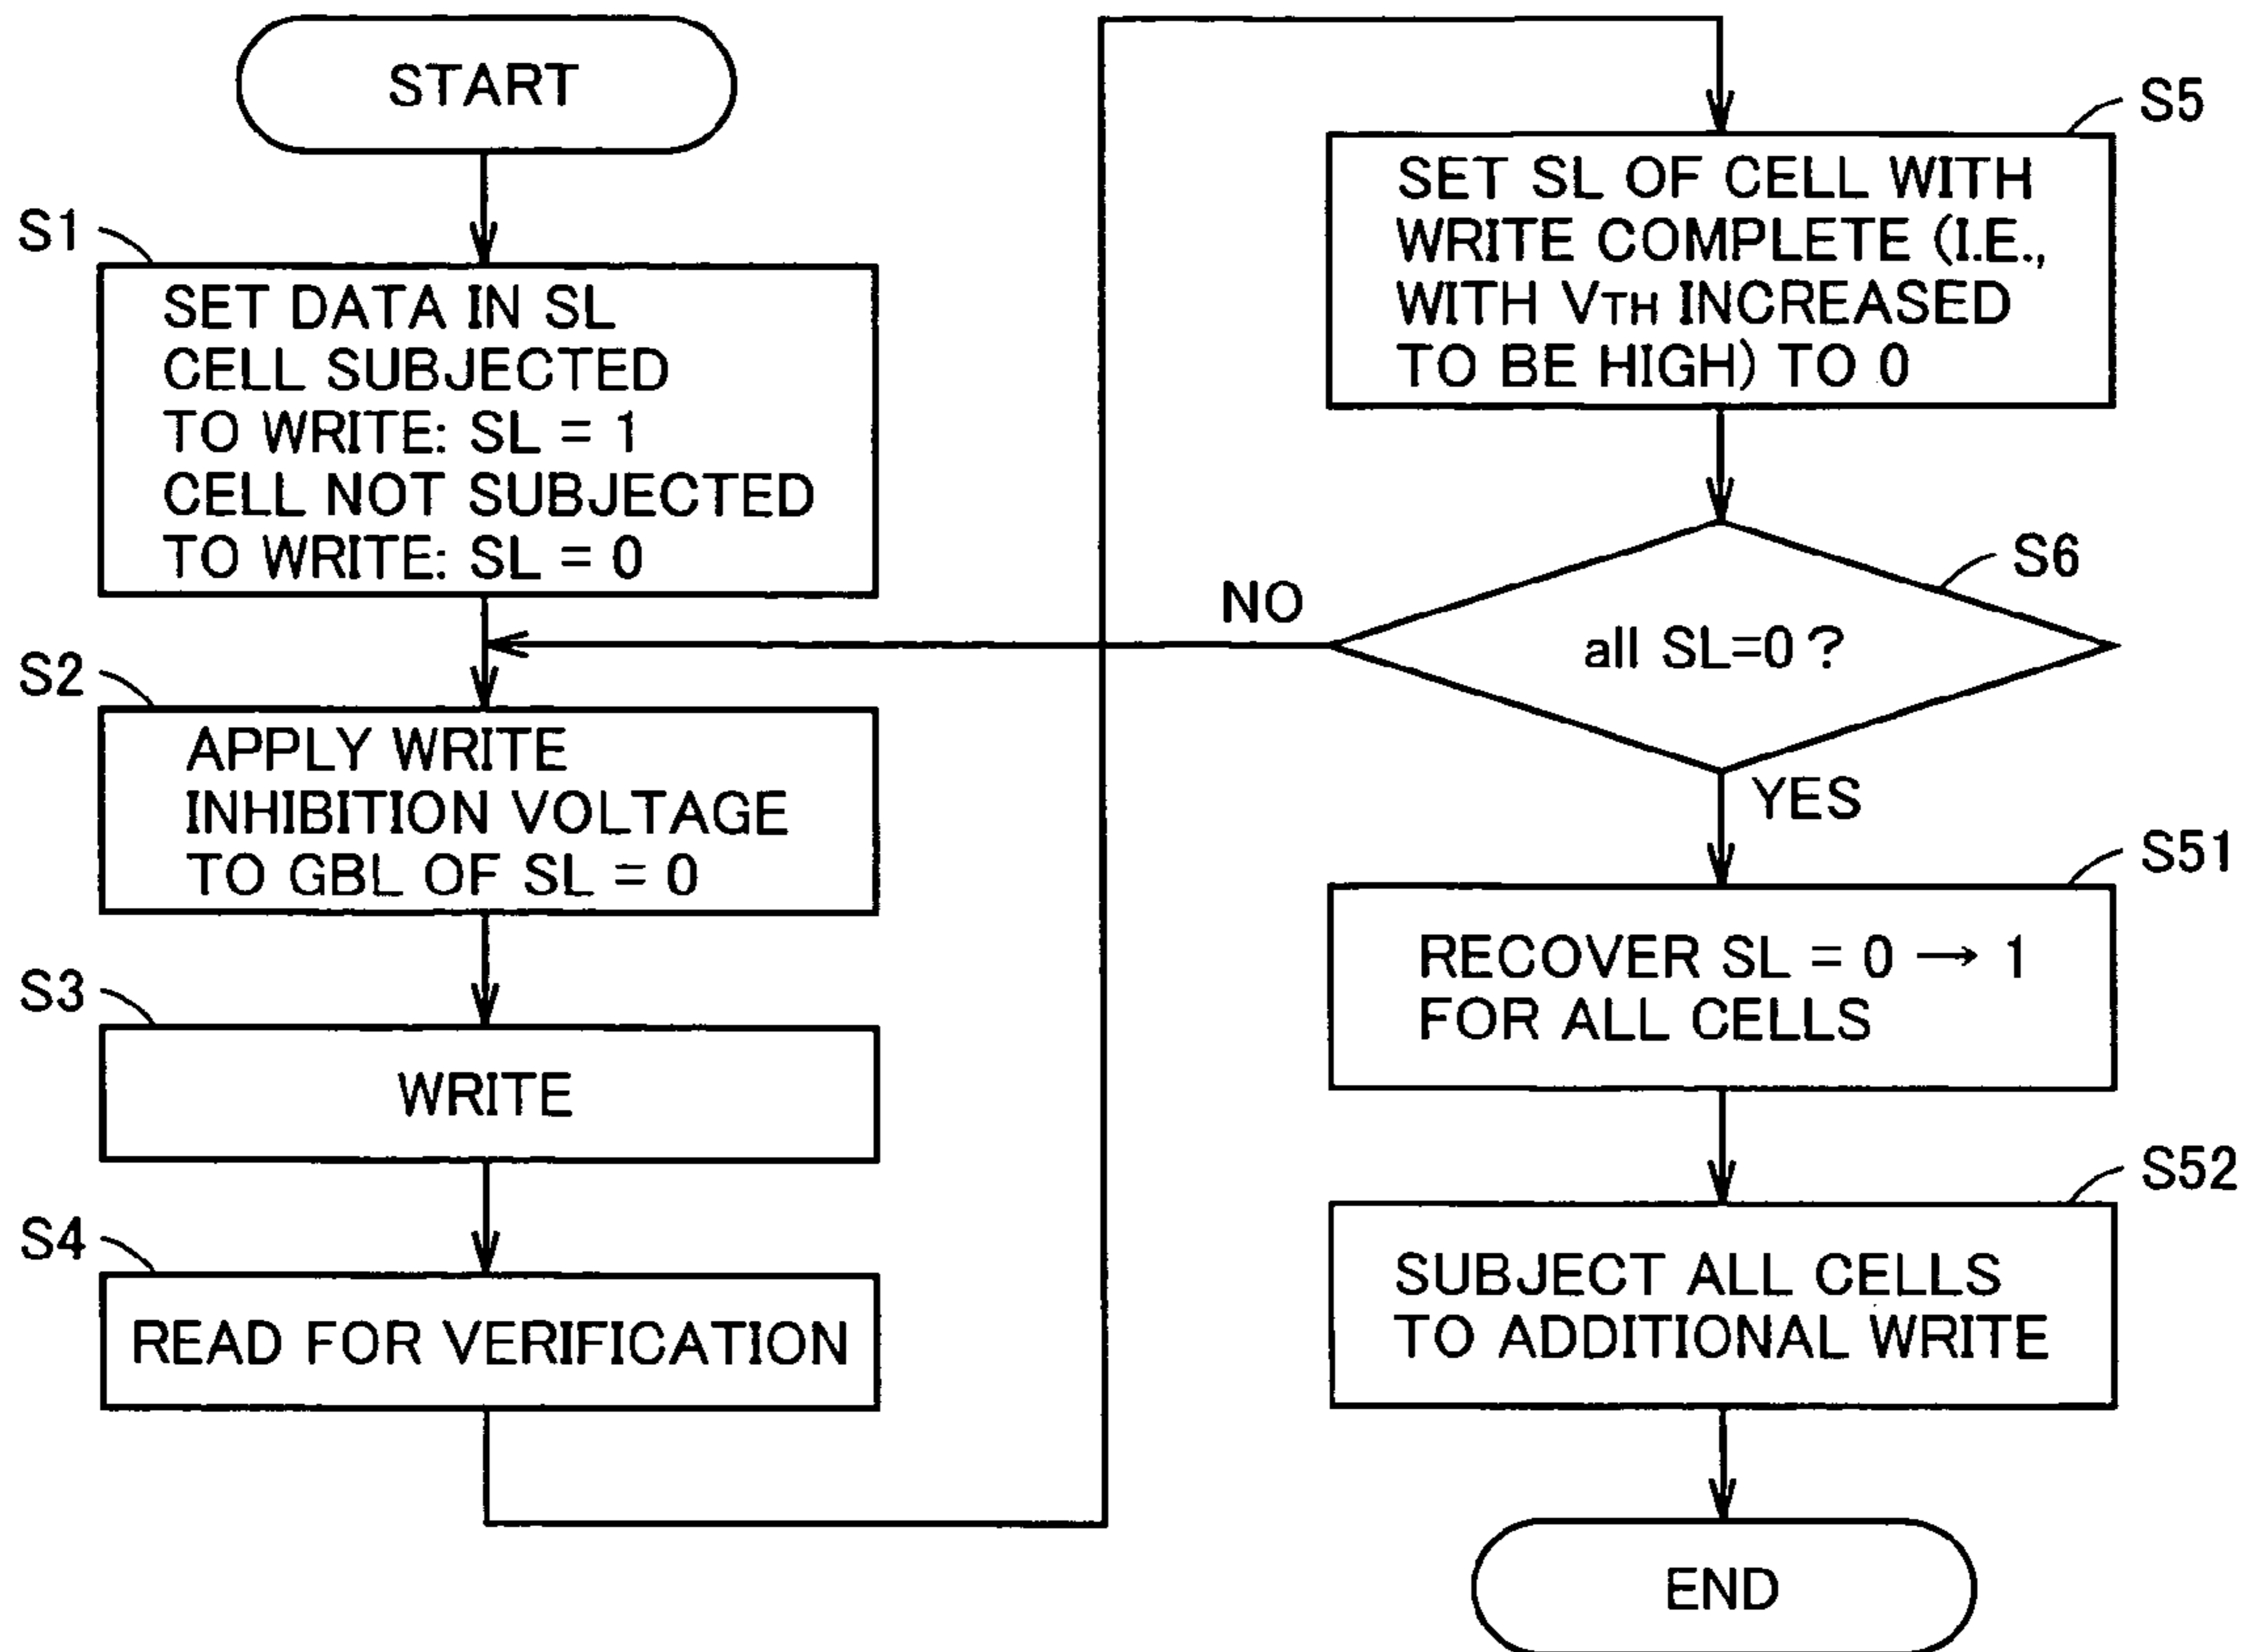 START
S1
SET DATA IN SL
CELL SUBJECTED
TO WRITE: SL = 1
CELL NOT SUBJECTED
TO WRITE: SL = 0
S2
APPLY WRITE
INHIBITION VOLTAGE
TO GBL OF SL = 0
S3
WRITE
S4
READ FOR VERIFICATION
S5
SET SL OF CELL WITH
WRITE COMPLETE (I.E.,
WITH VTH INCREASED
TO BE HIGH) TO 0
S6
all SL=0 ?
NO
YES
S51
RECOVER SL = 0 → 1
FOR ALL CELLS
S52
SUBJECT ALL CELLS
TO ADDITIONAL WRITE
END